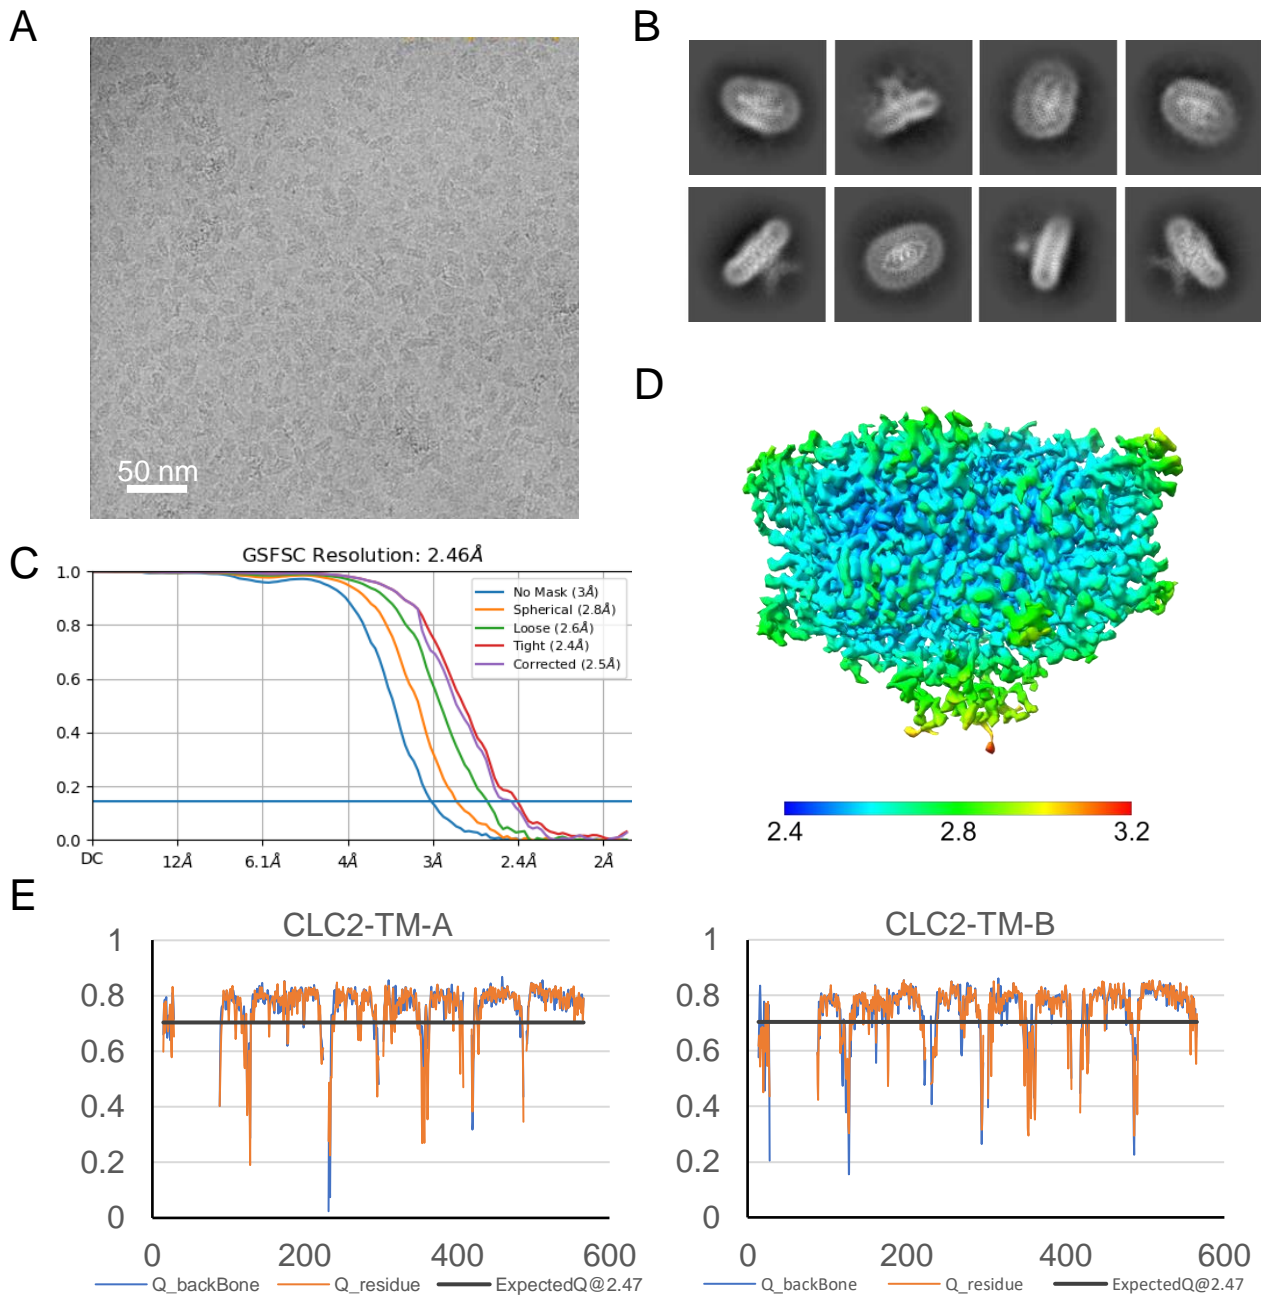 A
B
50 nm
C
GSFSC Resolution: 2.46Å
1.0
0.8
0.6
0.4
0.2
0.0
No Mask (3Å)
Spherical (2.8Å)
Loose (2.6Å)
Tight (2.4Å)
Corrected (2.5Å)
DC 12Å 6.1Å 4Å 3Å 2.4Å 2Å
D
2.4 2.8 3.2
E
CLC2-TM-A
1
0.8
0.6
0.4
0.2
0
0 200 400 600
Q_backBone Q_residue ExpectedQ@2.47
CLC2-TM-B
1
0.8
0.6
0.4
0.2
0
0 200 400 600
Q_backBone Q_residue ExpectedQ@2.47